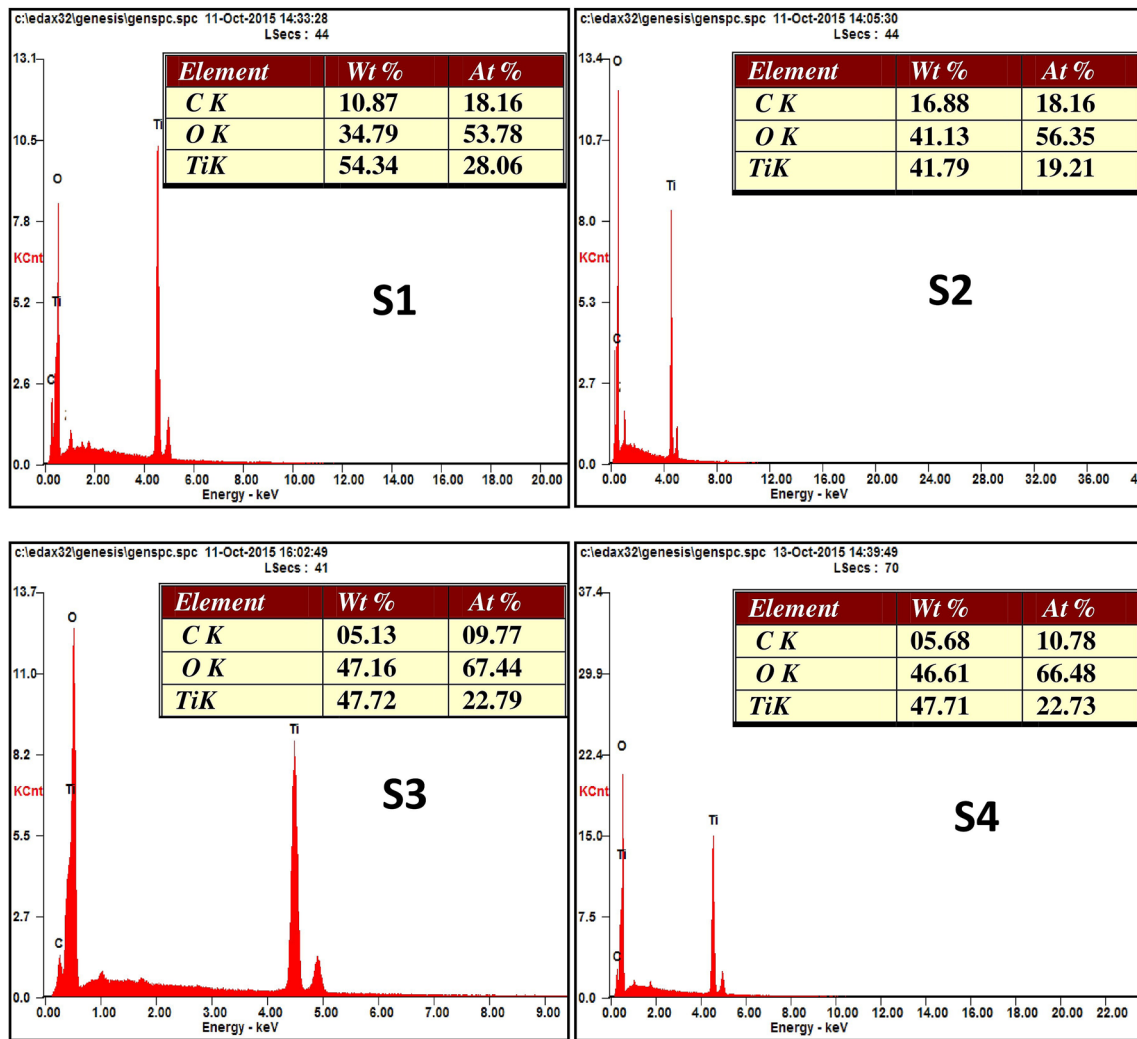 c:\edax32\genesis\genspc.spc 11-Oct-2015 14:33:28
LSecs : 44
13.1
10.5
7.8
KCnt
5.2
2.6
0.0
Element Wt % At %
C K 10.87 18.16
O K 34.79 53.78
TiK 54.34 28.06
Ti
O
Ti
C
S1
0.00 2.00 4.00 6.00 8.00 10.00 12.00 14.00 16.00 18.00 20.00
Energy - keV
c:\edax32\genesis\genspc.spc 11-Oct-2015 14:05:30
LSecs : 44
13.4
10.7
8.0
KCnt
5.3
2.7
0.0
Element Wt % At %
C K 16.88 18.16
O K 41.13 56.35
TiK 41.79 19.21
O
Ti
C
S2
0.00 4.00 8.00 12.00 16.00 20.00 24.00 28.00 32.00 36.00
Energy - keV
c:\edax32\genesis\genspc.spc 11-Oct-2015 16:02:49
LSecs : 41
13.7
11.0
8.2
KCnt
5.5
2.7
0.0
Element Wt % At %
C K 05.13 09.77
O K 47.16 67.44
TiK 47.72 22.79
O
Ti
Ti
C
S3
0.0 1.00 2.00 3.00 4.00 5.00 6.00 7.00 8.00 9.00
Energy - keV
c:\edax32\genesis\genspc.spc 13-Oct-2015 14:39:49
LSecs : 70
37.4
29.9
22.4
KCnt
15.0
7.5
0.0
Element Wt % At %
C K 05.68 10.78
O K 46.61 66.48
TiK 47.71 22.73
O
Ti
Ti
C
S4
0.00 2.00 4.00 6.00 8.00 10.00 12.00 14.00 16.00 18.00 20.00 22.00
Energy - keV